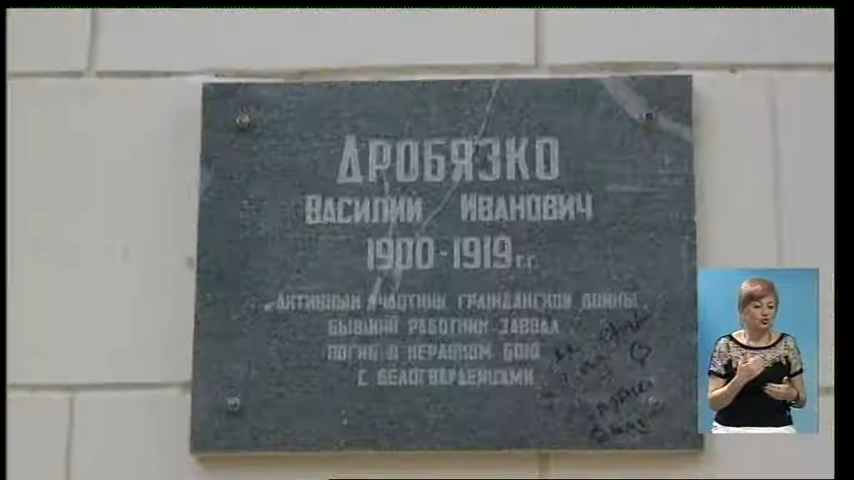 ДРОБЯЗКО
ВАСИЛИЙ ИВАНОВИЧ
1900-1919 г.г.
АКТИВНЫЙ УЧАСТНИК ГРАЖДАНСКОЙ ВОЙНЫ
БЫВШИЙ РАБОТНИК ЗАВОДА
ПОГИБ В НЕРАВНОМ БОЮ
С БЕЛОГВАРДЕЙЦАМИ